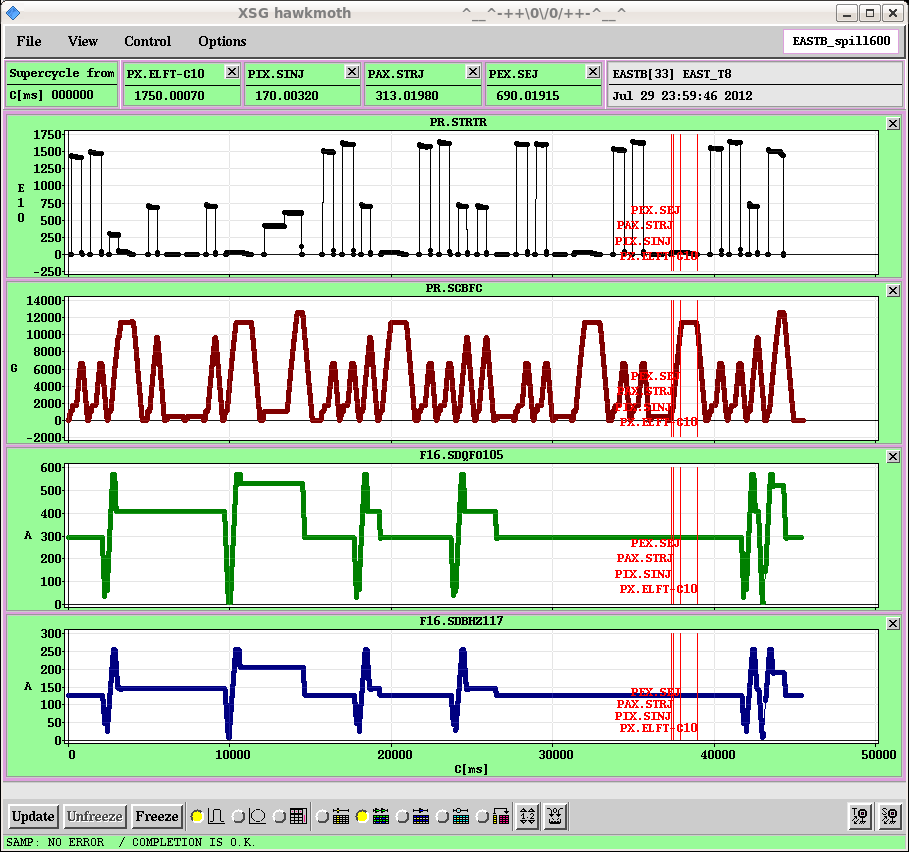 XSG hawkmoth ^__^-++\0\/0/++-^__^
File View Control Options EASTB_spill600
Supercycle from PX.ELFT-C10 PIX.SINJ PAX.STRJ PEX.SEJ EASTB[33] EAST_T8
C[ms] 000000 1750.00070 170.00320 313.01980 690.01915 Jul 29 23:59:46 2012
PR.STRTR
1750
1500
1250
1000
750
500
250
0
-250
E
1
0
PEX.SEJ
PAX.STRJ
PIX.SINJ
PX.ELFT-C10
PR.SCBFC
14000
12000
10000
8000
6000
4000
2000
0
-2000
G
PEX.SEJ
PAX.STRJ
PIX.SINJ
PX.ELFT-C10
F16.SDQF0105
600
500
400
300
200
100
0
A
PEX.SEJ
PAX.STRJ
PIX.SINJ
PX.ELFT-C10
F16.SDBHZ117
300
250
200
150
100
50
0
A
PEX.SEJ
PAX.STRJ
PIX.SINJ
PX.ELFT-C10
0 10000 20000 30000 40000 50000
C[ms]
Update Unfreeze Freeze
SAMP: NO ERROR / COMPLETION IS O.K.